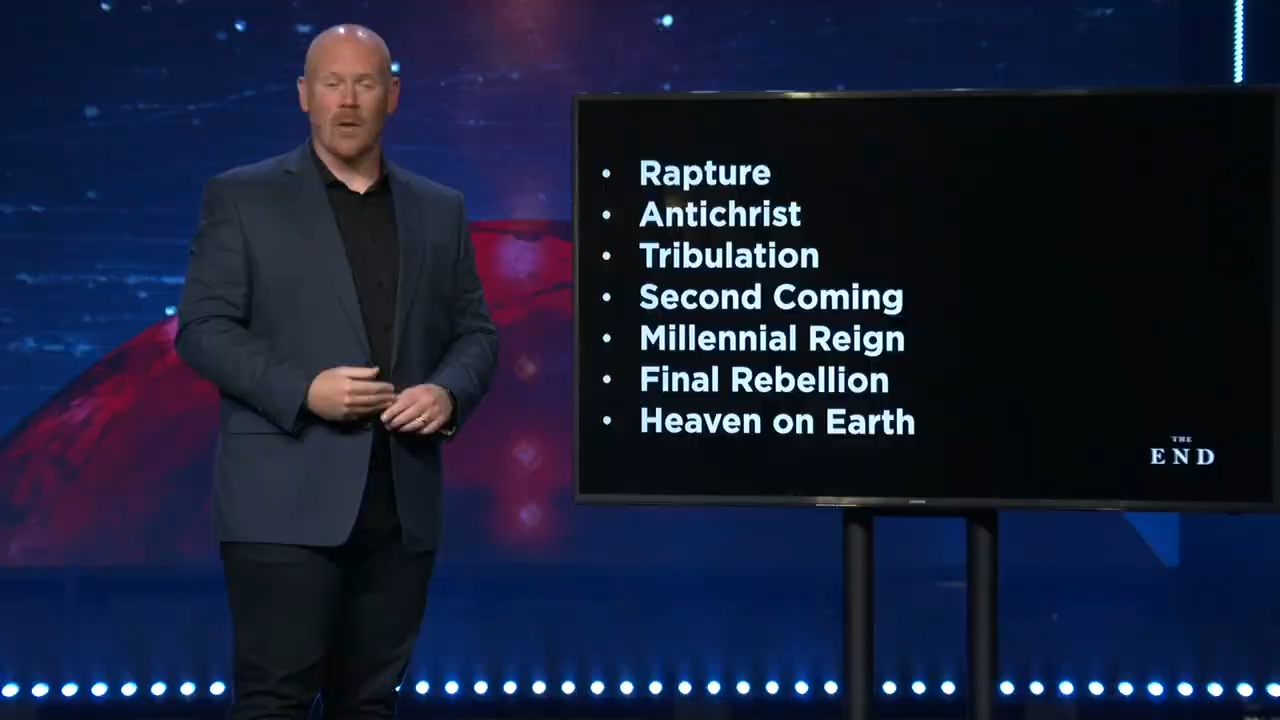 • Rapture
• Antichrist
• Tribulation
• Second Coming
• Millennial Reign
• Final Rebellion
• Heaven on Earth
THE
END